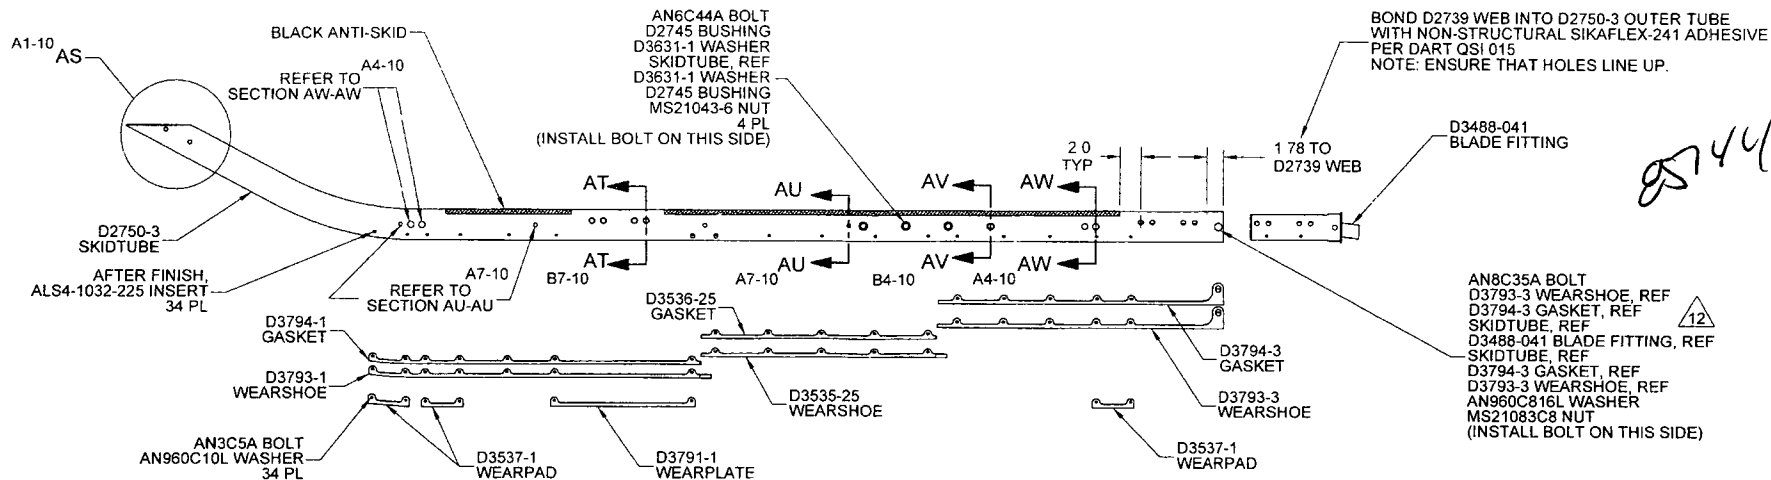 A1-10
AS
BLACK ANTI-SKID
REFER TO A4-10
SECTION AW-AW
AN6C44A BOLT
D2745 BUSHING
D3631-1 WASHER
SKIDTUBE, REF
D3631-1 WASHER
D2745 BUSHING
MS21043-6 NUT
4 PL
(INSTALL BOLT ON THIS SIDE)
BOND D2739 WEB INTO D2750-3 OUTER TUBE
WITH NON-STRUCTURAL SIKAFLEX-241 ADHESIVE
PER DART QSI 015
NOTE: ENSURE THAT HOLES LINE UP.
2 0
TYP
1 78 TO
D2739 WEB
D3488-041
BLADE FITTING
AT
AU
AV
AW
D2750-3
SKIDTUBE
AFTER FINISH,
ALS4-1032-225 INSERT
34 PL
REFER TO
SECTION AU-AU
A7-10
AT
B7-10
AU
A7-10
AV
B4-10
AW
A4-10
D3794-1
GASKET
D3793-1
WEARSHOE
AN3C5A BOLT
AN960C10L WASHER
34 PL
D3537-1
WEARPAD
D3791-1
WEARPLATE
D3536-25
GASKET
D3535-25
WEARSHOE
D3794-3
GASKET
D3793-3
WEARSHOE
D3537-1
WEARPAD
AN8C35A BOLT
D3793-3 WEARSHOE, REF
D3794-3 GASKET, REF
SKIDTUBE, REF
D3488-041 BLADE FITTING, REF
SKIDTUBE, REF
D3794-3 GASKET, REF
D3793-3 WEARSHOE, REF
AN960C816L WASHER
MS21083C8 NUT
(INSTALL BOLT ON THIS SIDE)
12